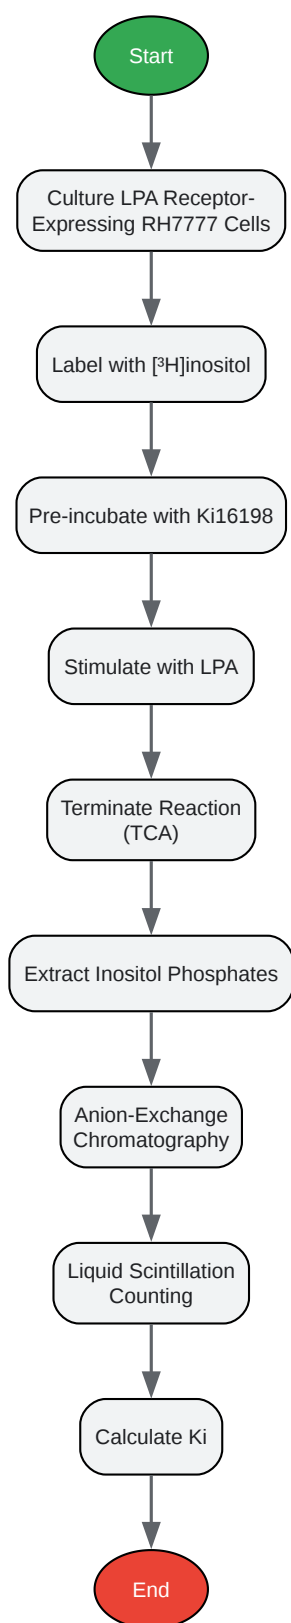 Start
Culture LPA Receptor-
Expressing RH7777 Cells
Label with [³H]inositol
Pre-incubate with Ki16198
Stimulate with LPA
Terminate Reaction
(TCA)
Extract Inositol Phosphates
Anion-Exchange
Chromatography
Liquid Scintillation
Counting
Calculate Ki
End